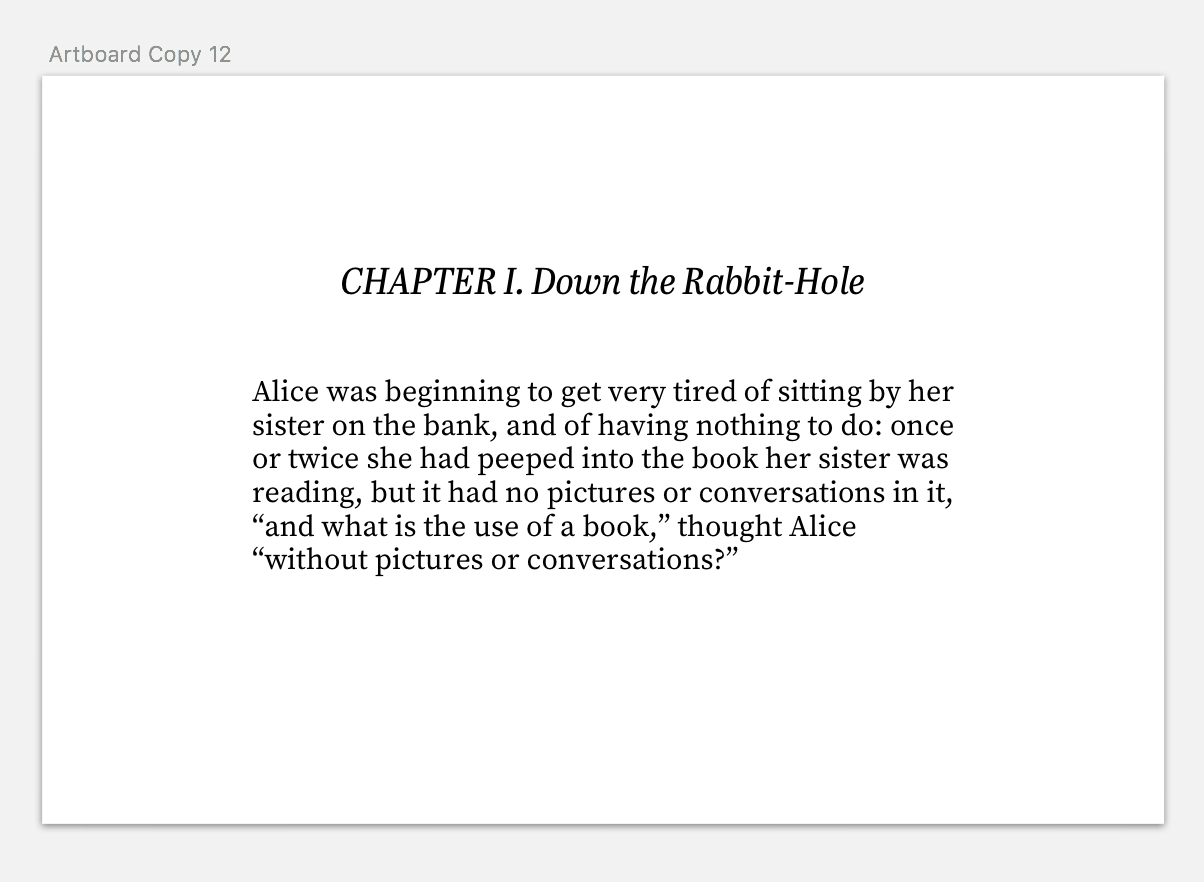 Artboard Copy 12
CHAPTER I. Down the Rabbit-Hole
Alice was beginning to get very tired of sitting by her
sister on the bank, and of having nothing to do: once
or twice she had peeped into the book her sister was
reading, but it had no pictures or conversations in it,
“and what is the use of a book,” thought Alice
“without pictures or conversations?”